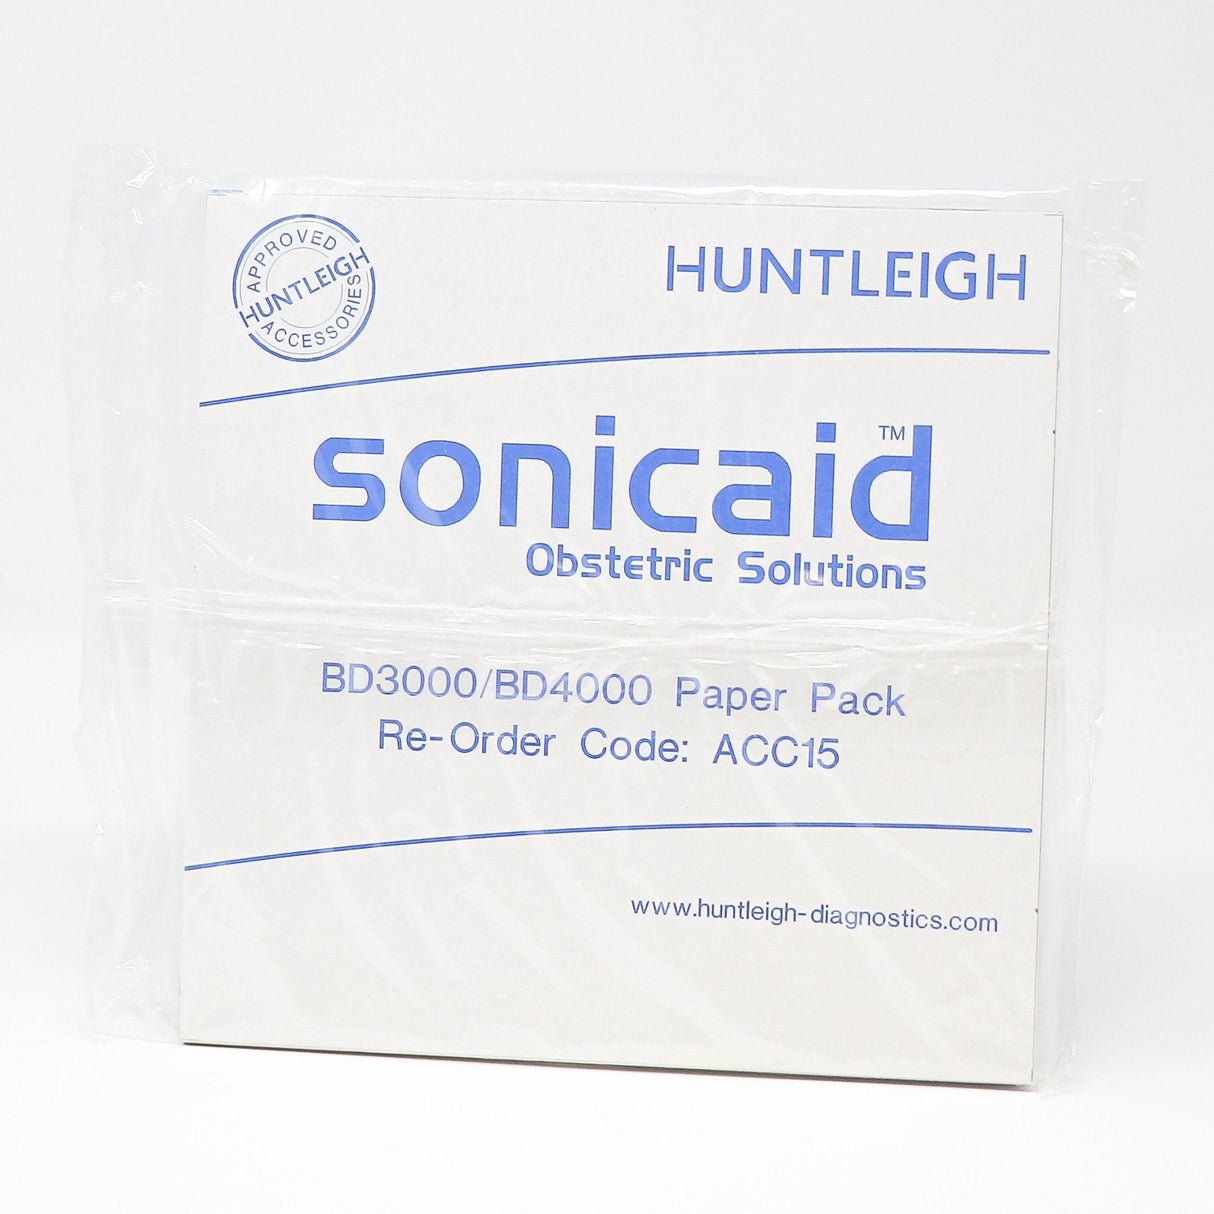 APPROVED
HUNTLEIGH
ACCESSORIES
HUNTLEIGH
sonicaid™
Obstetric Solutions
BD3000/BD4000 Paper Pack
Re-Order Code: ACC15
www.huntleigh-diagnostics.com